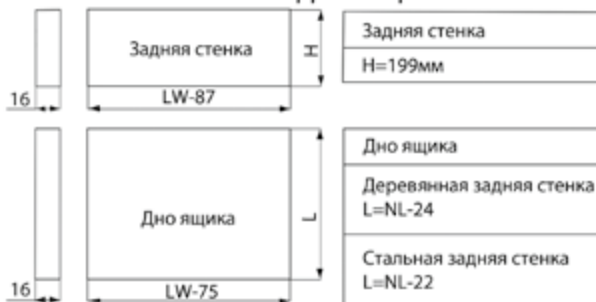 Задняя стенка
H
16
LW-87
Задняя стенка
H=199мм
Дно ящика
L
16
LW-75
Дно ящика
Деревянная задняя стенка
L=NL-24
Стальная задняя стенка
L=NL-22